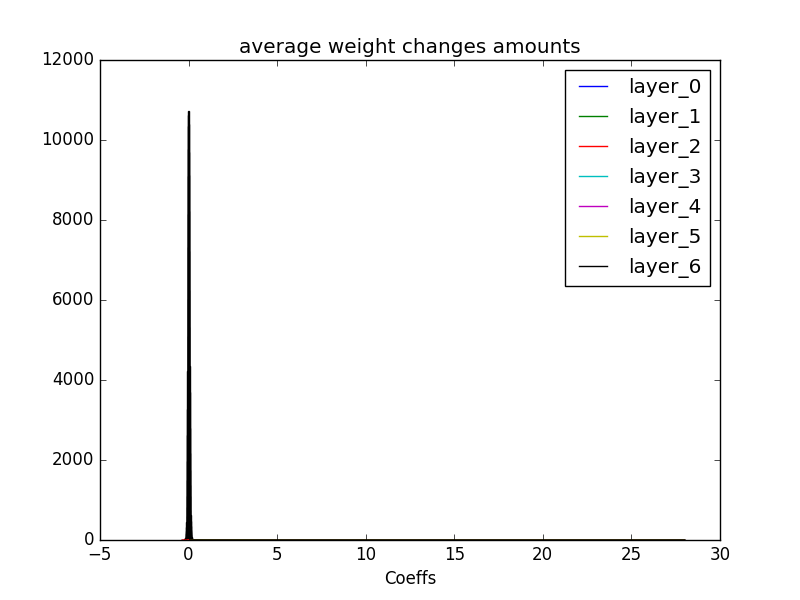 average weight changes amounts
12000
10000
8000
6000
4000
2000
0
layer_0
layer_1
layer_2
layer_3
layer_4
layer_5
layer_6
−5 0 5 10 15 20 25 30
Coeffs